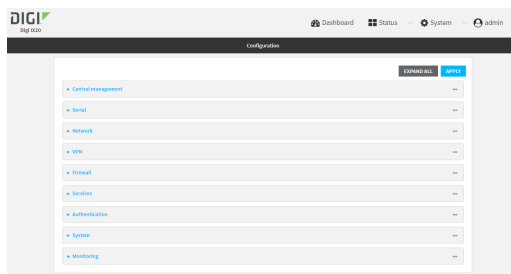 DIGI
Digi IX20
Dashboard
Status
System
admin
Configuration
EXPAND ALL
APPLY
Central management
Serial
Network
VPN
Firewall
Services
Authentication
System
Monitoring